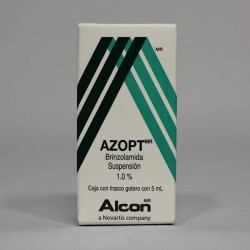 MR
AZOPT MR
Brinzolamida
Suspensión
1.0 %
Caja con frasco gotero con 5 mL
MR
Alcon
a Novartis company